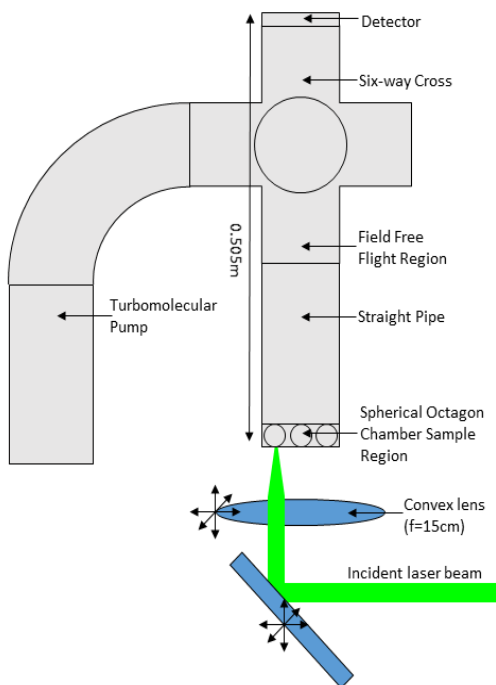 Detector
Six-way Cross
0.505m
Field Free
Flight Region
Turbomolecular
Pump
Straight Pipe
Spherical Octagon
Chamber Sample
Region
Convex lens
(f=15cm)
Incident laser beam